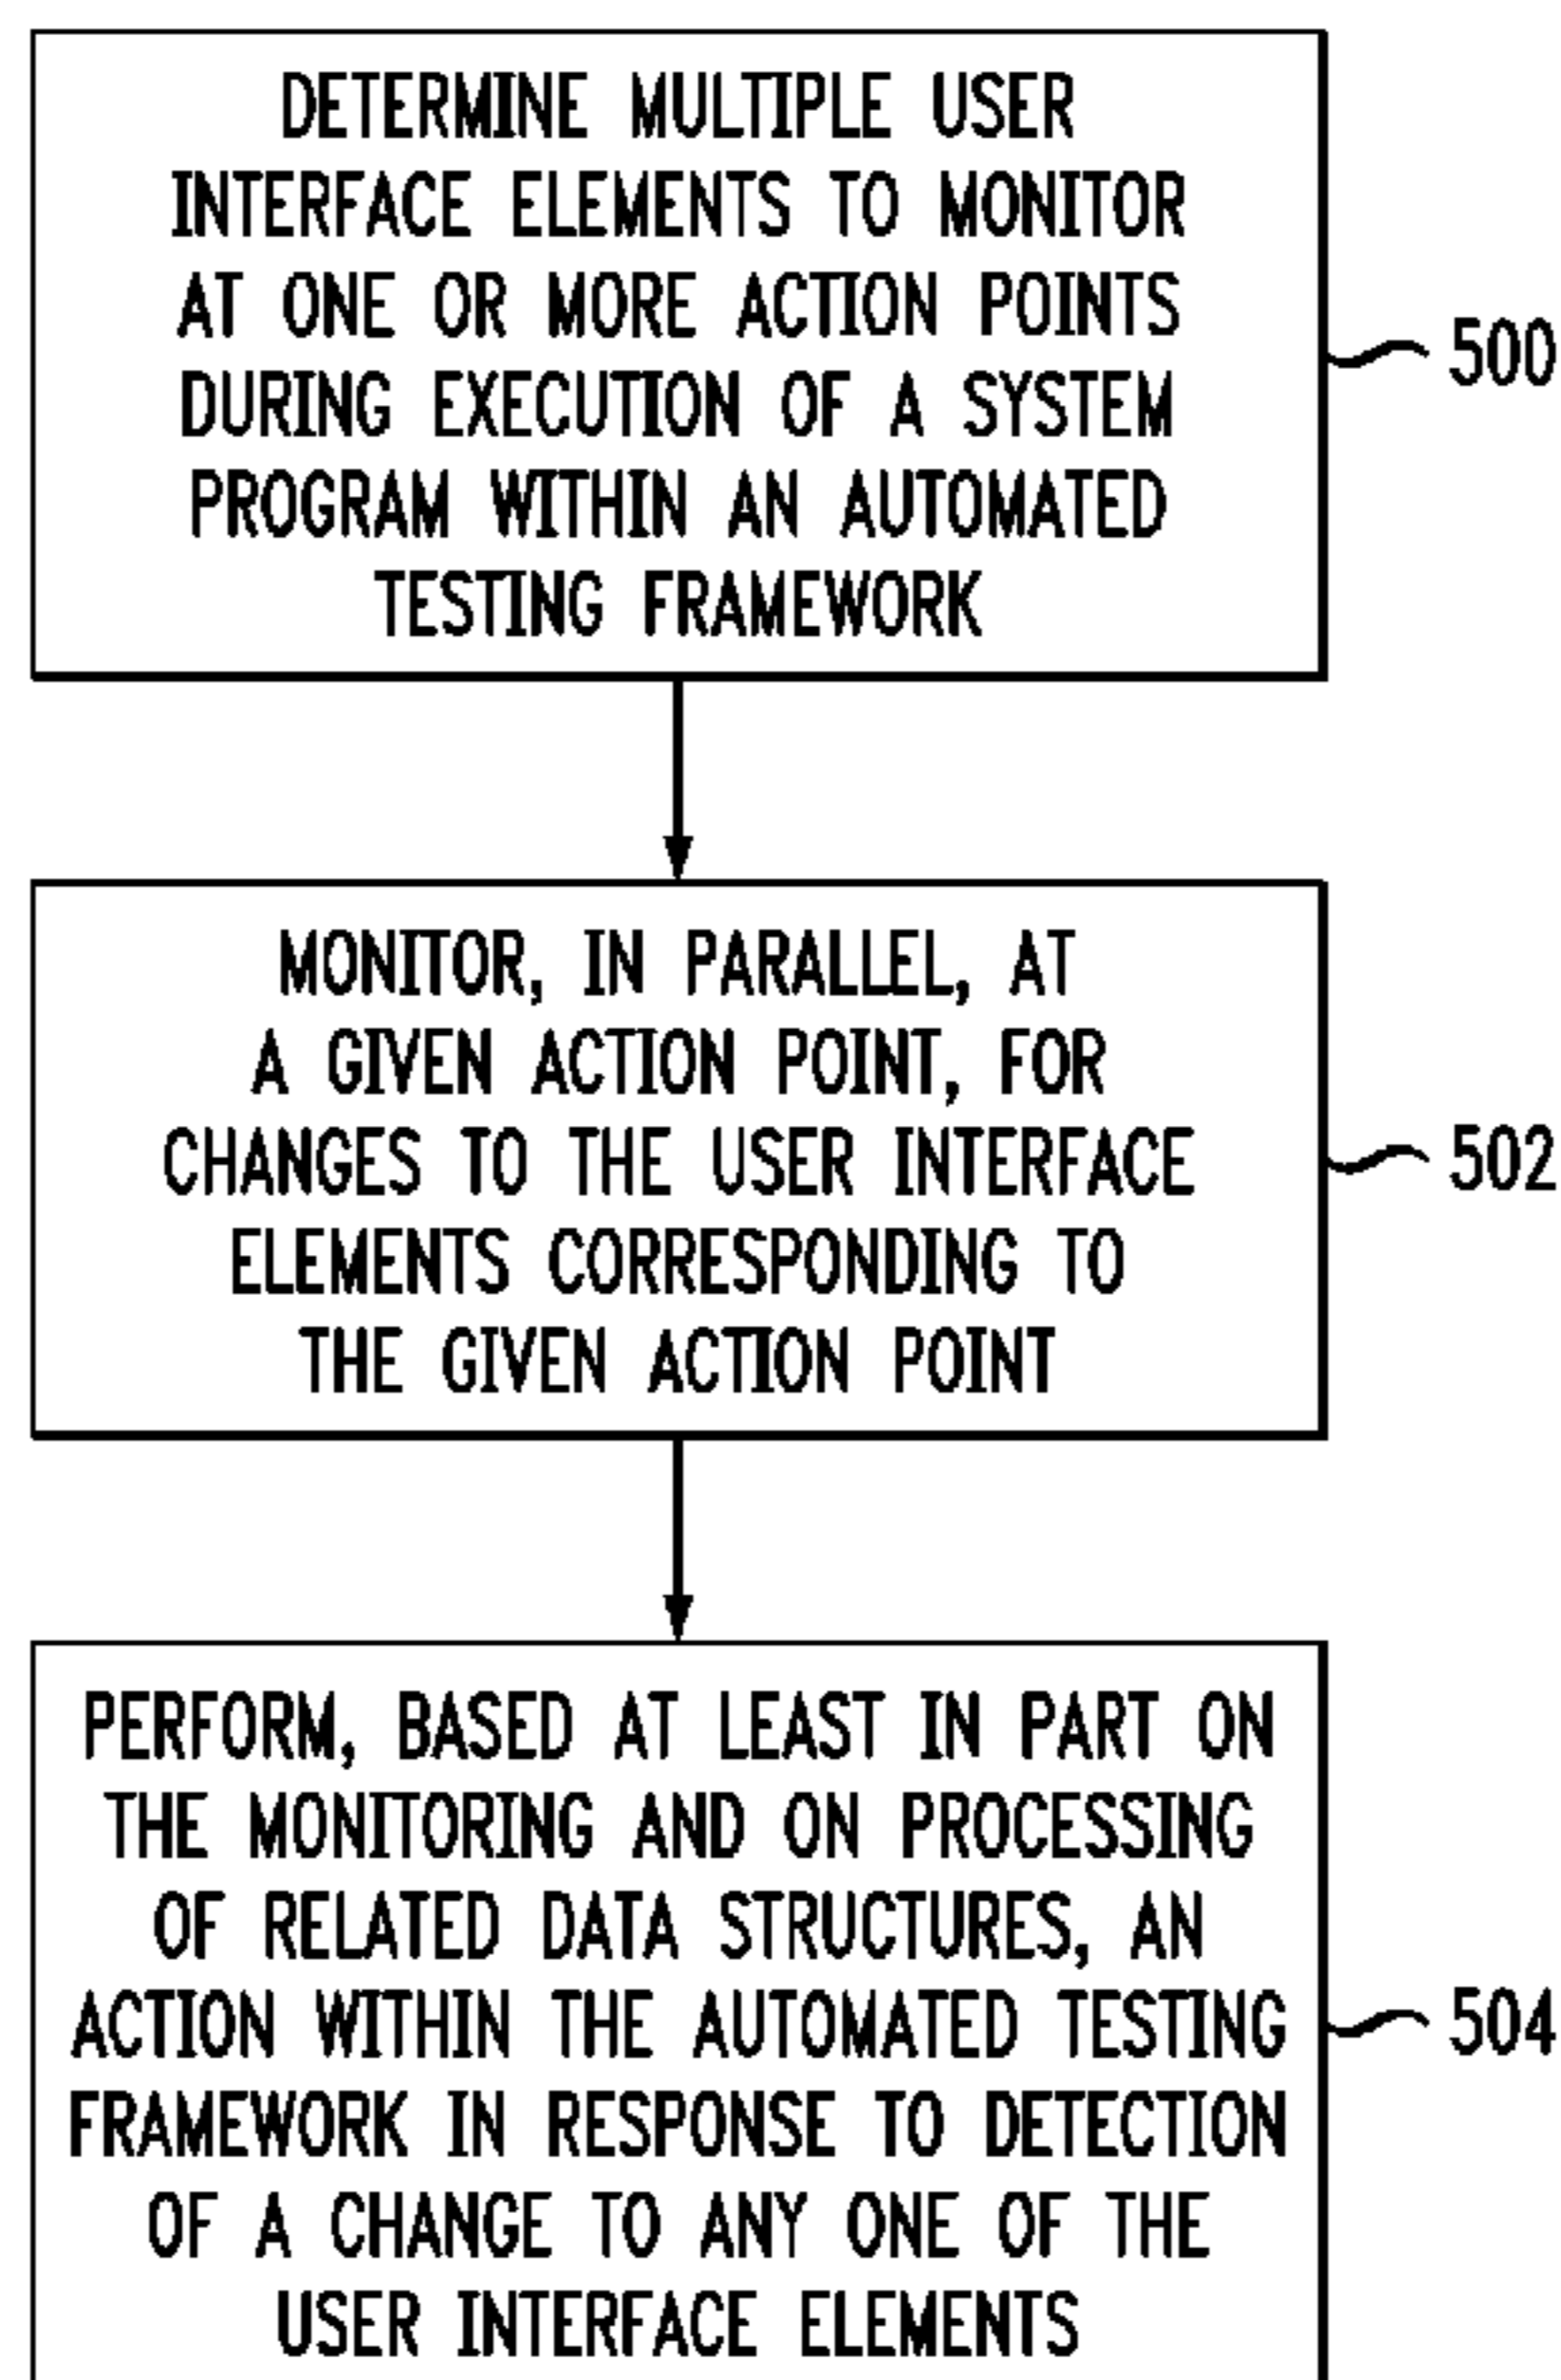 DETERMINE MULTIPLE USER
INTERFACE ELEMENTS TO MONITOR
AT ONE OR MORE ACTION POINTS
DURING EXECUTION OF A SYSTEM
PROGRAM WITHIN AN AUTOMATED
TESTING FRAMEWORK
500
MONITOR, IN PARALLEL, AT
A GIVEN ACTION POINT, FOR
CHANGES TO THE USER INTERFACE
ELEMENTS CORRESPONDING TO
THE GIVEN ACTION POINT
502
PERFORM, BASED AT LEAST IN PART ON
THE MONITORING AND ON PROCESSING
OF RELATED DATA STRUCTURES, AN
ACTION WITHIN THE AUTOMATED TESTING
FRAMEWORK IN RESPONSE TO DETECTION
OF A CHANGE TO ANY ONE OF THE
USER INTERFACE ELEMENTS
504